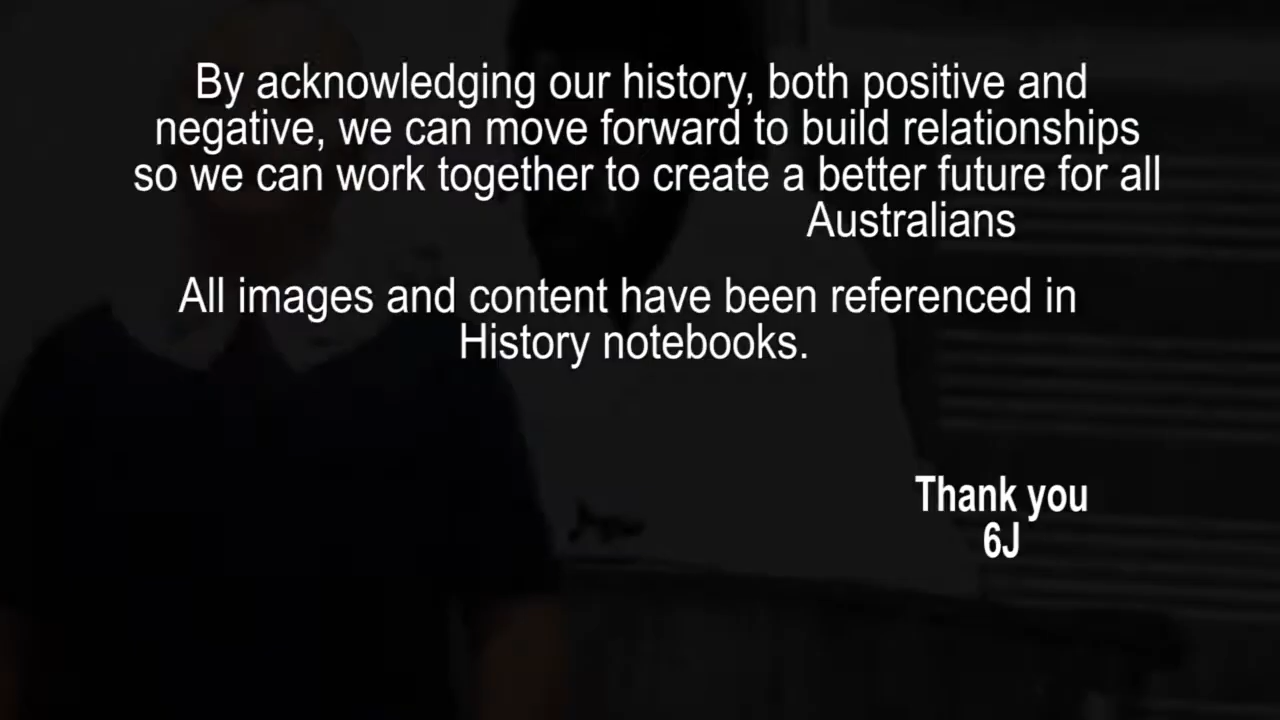 By acknowledging our history, both positive and
negative, we can move forward to build relationships
so we can work together to create a better future for all
Australians
All images and content have been referenced in
History notebooks.
Thank you
6J